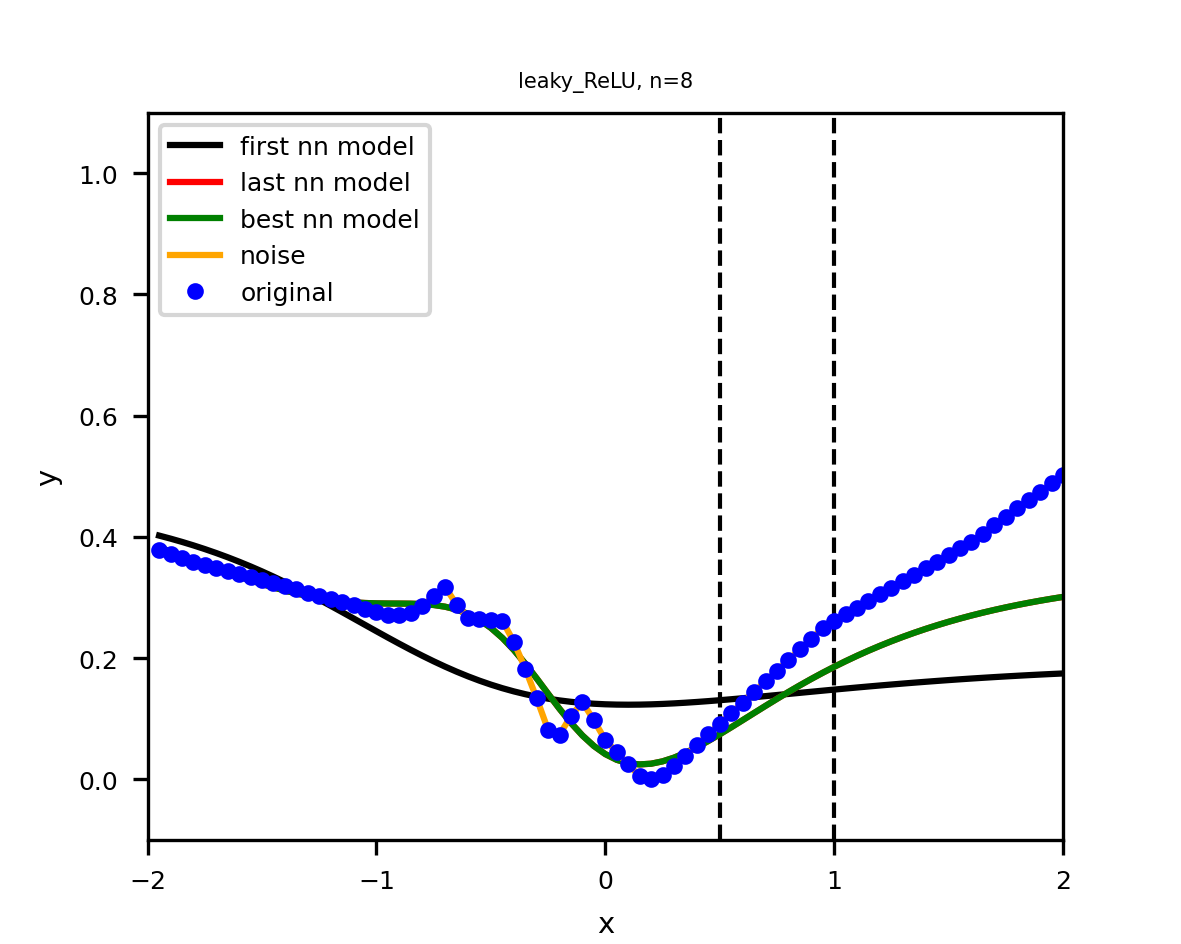 leaky_ReLU, n=8
first nn model
last nn model
best nn model
noise
original
1.0
0.8
0.6
0.4
0.2
0.0
y
−2
−1
0
1
2
x